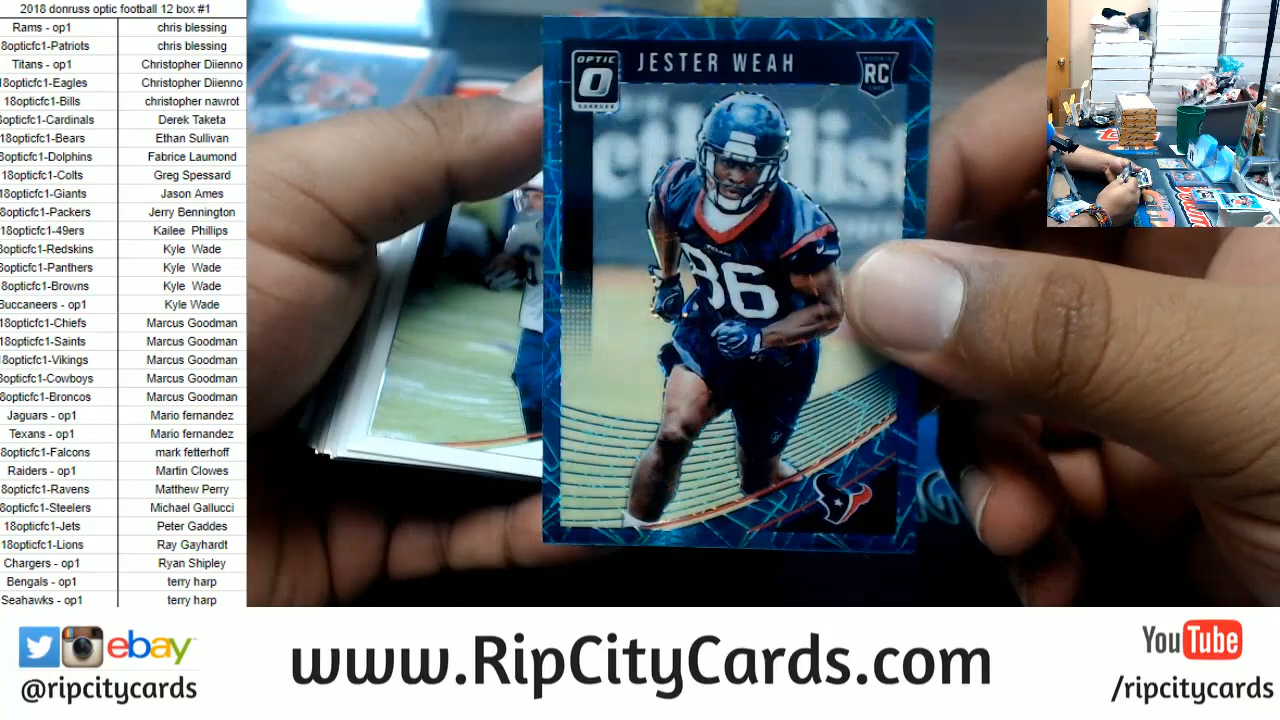 2018 donruss optic football 12 box #1
Rams - op1 chris blessing
8opticfc1-Patriots chris blessing
Titans - op1 Christopher Diienno
18opticfc1-Eagles Christopher Diienno
18opticfc1-Bills christopher nawrot
8opticfc1-Cardinals Derek Taketa
18opticfc1-Bears Ethan Sullivan
8opticfc1-Dolphins Fabrice Laumond
18opticfc1-Colts Greg Spessard
18opticfc1-Giants Jason Ames
8opticfc1-Packers Jerry Bennington
18opticfc1-49ers Kailee Phillips
8opticfc1-Redskins Kyle Wade
8opticfc1-Panthers Kyle Wade
8opticfc1-Browns Kyle Wade
Buccaneers - op1 Kyle Wade
18opticfc1-Chiefs Marcus Goodman
18opticfc1-Saints Marcus Goodman
18opticfc1-Vikings Marcus Goodman
8opticfc1-Cowboys Marcus Goodman
8opticfc1-Broncos Marcus Goodman
Jaguars - op1 Mario fernandez
Texans - op1 Mario fernandez
8opticfc1-Falcons mark fetterhoff
Raiders - op1 Martin Clowes
8opticfc1-Ravens Matthew Perry
8opticfc1-Steelers Michael Gallucci
18opticfc1-Jets Peter Gaddes
18opticfc1-Lions Ray Gayhardt
Chargers - op1 Ryan Shipley
Bengals - op1 terry harp
Seahawks - op1 terry harp
OPTIC
JESTER WEAH
RC
86
ebay
@ripcitycards
www.RipCityCards.com
YouTube
/ripcitycards